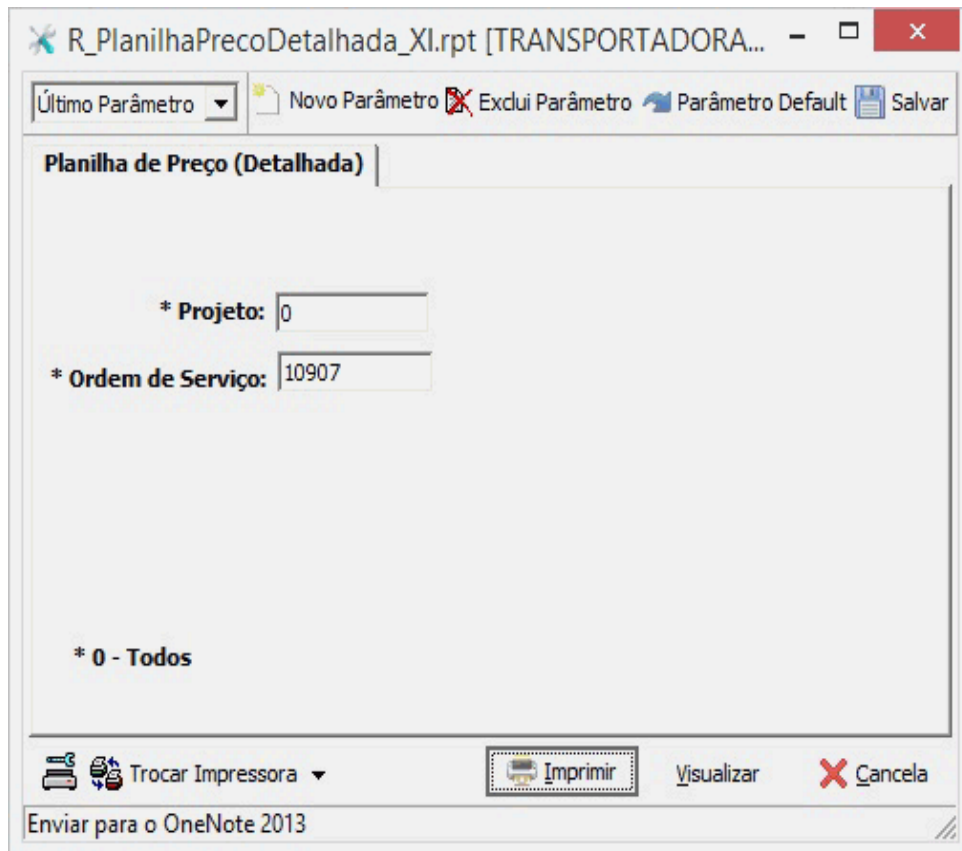 R_PlanilhaPrecoDetalhada_XI.rpt [TRANSPORTADORA...
Último Parâmetro Novo Parâmetro Exclui Parâmetro Parâmetro Default Salvar
Planilha de Preço (Detalhada)
* Projeto: 0
* Ordem de Serviço: 10907
* 0 - Todos
Trocar Impressora Imprimir Visualizar Cancela
Enviar para o OneNote 2013